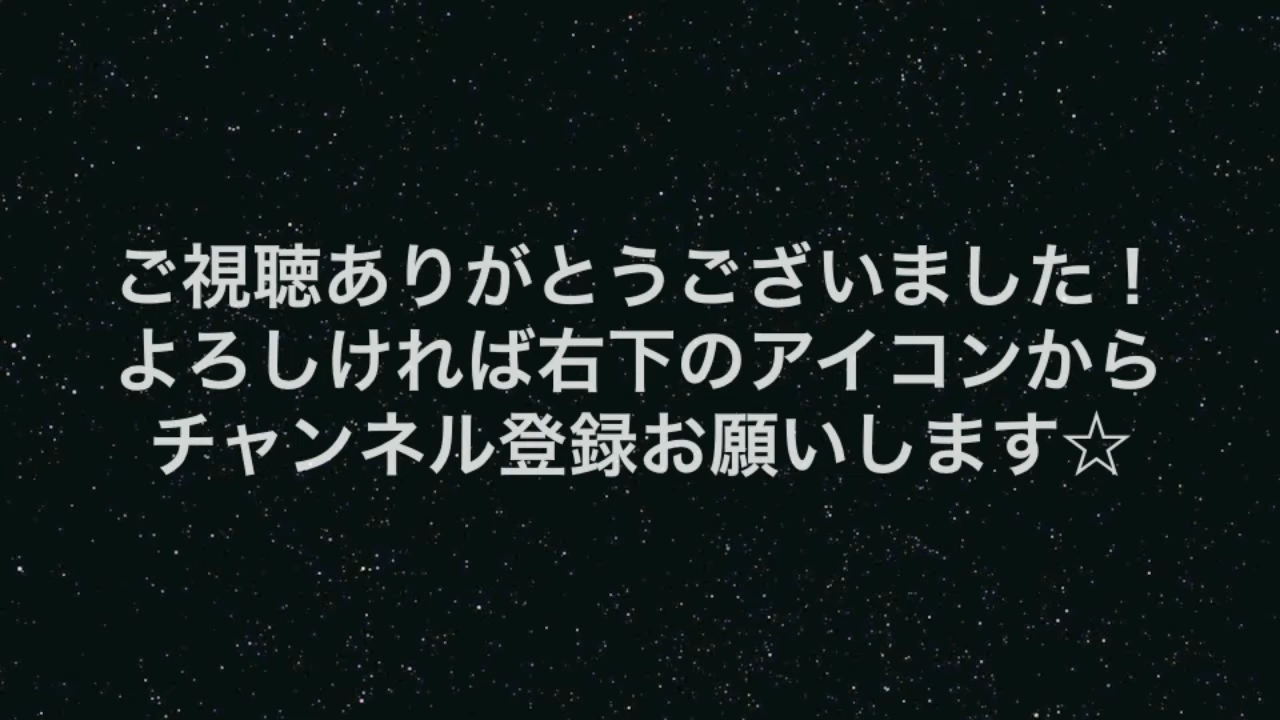 ご視聴ありがとうございました！
よろしければ右下のアイコンから
チャンネル登録お願いします☆